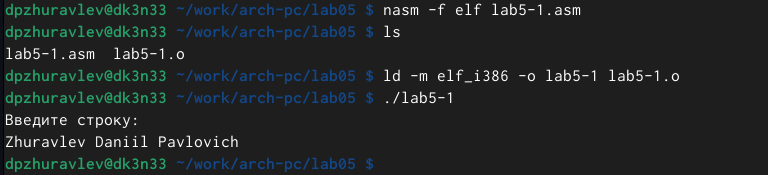 dpzhuravlev@dk3n33 ~/work/arch-pc/lab05 $ nasm -f elf lab5-1.asm
dpzhuravlev@dk3n33 ~/work/arch-pc/lab05 $ ls
lab5-1.asm  lab5-1.o
dpzhuravlev@dk3n33 ~/work/arch-pc/lab05 $ ld -m elf_i386 -o lab5-1 lab5-1.o
dpzhuravlev@dk3n33 ~/work/arch-pc/lab05 $ ./lab5-1
Введите строку:
Zhuravlev Daniil Pavlovich
dpzhuravlev@dk3n33 ~/work/arch-pc/lab05 $